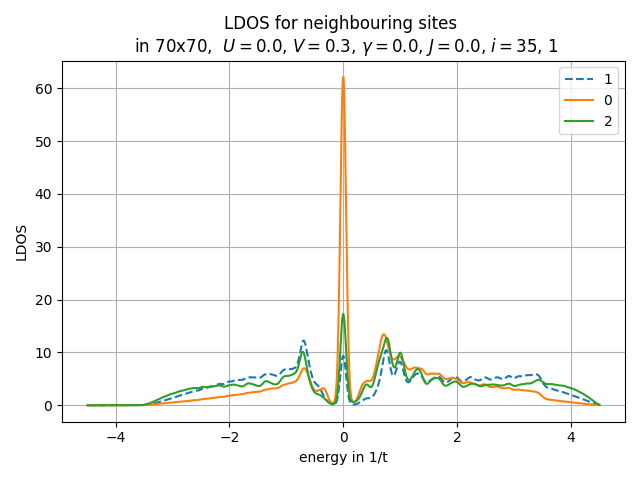 LDOS for neighbouring sites
in 70x70, U = 0.0, V = 0.3, γ = 0.0, J = 0.0, i = 35, 1
1
0
2
60
50
40
30
20
10
0
LDOS
−4 −2 0 2 4
energy in 1/t